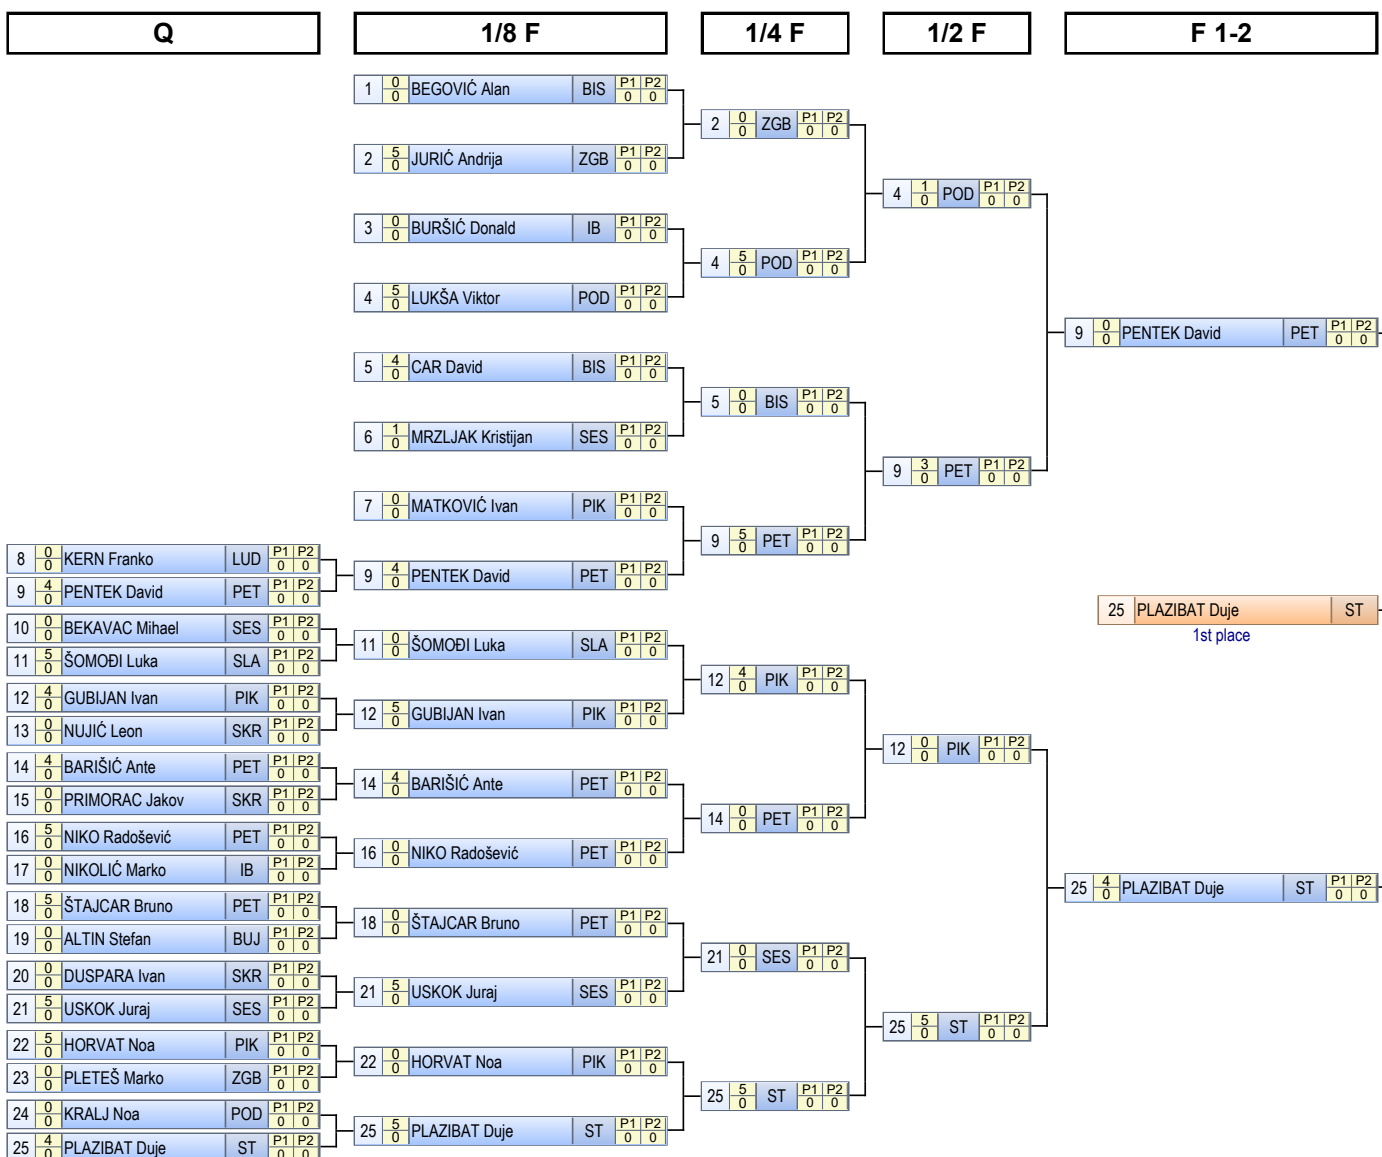 Q 1/8 F 1/4 F 1/2 F F 1-2
1 0 0 BEGOVIĆ Alan BIS P1 P2 0 0
2 5 0 JURIĆ Andrija ZGB P1 P2 0 0
3 0 0 BURŠIĆ Donald IB P1 P2 0 0
4 5 0 LUKŠA Viktor POD P1 P2 0 0
5 4 0 CAR David BIS P1 P2 0 0
6 1 0 MRZLJAK Kristijan SES P1 P2 0 0
7 0 0 MATKOVIĆ Ivan PIK P1 P2 0 0
9 4 0 PENTEK David PET P1 P2 0 0
11 0 0 ŠOMOĐI Luka SLA P1 P2 0 0
12 5 0 GUBIJAN Ivan PIK P1 P2 0 0
14 4 0 BARIŠIĆ Ante PET P1 P2 0 0
16 0 0 NIKO Radošević PET P1 P2 0 0
18 0 0 ŠTAJCAR Bruno PET P1 P2 0 0
21 5 0 USKOK Juraj SES P1 P2 0 0
22 0 0 HORVAT Noa PIK P1 P2 0 0
25 5 0 PLAZIBAT Duje ST P1 P2 0 0
8 0 0 KERN Franko LUD P1 P2 0 0
9 4 0 PENTEK David PET P1 P2 0 0
10 0 0 BEKAVAC Mihael SES P1 P2 0 0
11 5 0 ŠOMOĐI Luka SLA P1 P2 0 0
12 4 0 GUBIJAN Ivan PIK P1 P2 0 0
13 0 0 NUJIĆ Leon SKR P1 P2 0 0
14 4 0 BARIŠIĆ Ante PET P1 P2 0 0
15 0 0 PRIMORAC Jakov SKR P1 P2 0 0
16 5 0 NIKO Radošević PET P1 P2 0 0
17 0 0 NIKOLIĆ Marko IB P1 P2 0 0
18 5 0 ŠTAJCAR Bruno PET P1 P2 0 0
19 0 0 ALTIN Stefan BUJ P1 P2 0 0
20 0 0 DUSPARA Ivan SKR P1 P2 0 0
21 5 0 USKOK Juraj SES P1 P2 0 0
22 5 0 HORVAT Noa PIK P1 P2 0 0
23 0 0 PLETEŠ Marko ZGB P1 P2 0 0
24 0 0 KRALJ Noa POD P1 P2 0 0
25 4 0 PLAZIBAT Duje ST P1 P2 0 0
2 0 0 ZGB P1 P2 0 0
4 5 0 POD P1 P2 0 0
5 0 0 BIS P1 P2 0 0
9 5 0 PET P1 P2 0 0
12 4 0 PIK P1 P2 0 0
14 0 0 PET P1 P2 0 0
21 0 0 SES P1 P2 0 0
25 5 0 ST P1 P2 0 0
4 1 0 POD P1 P2 0 0
9 3 0 PET P1 P2 0 0
12 0 0 PIK P1 P2 0 0
25 5 0 ST P1 P2 0 0
9 0 0 PENTEK David PET P1 P2 0 0
25 PLAZIBAT Duje ST
1st place
25 4 0 PLAZIBAT Duje ST P1 P2 0 0